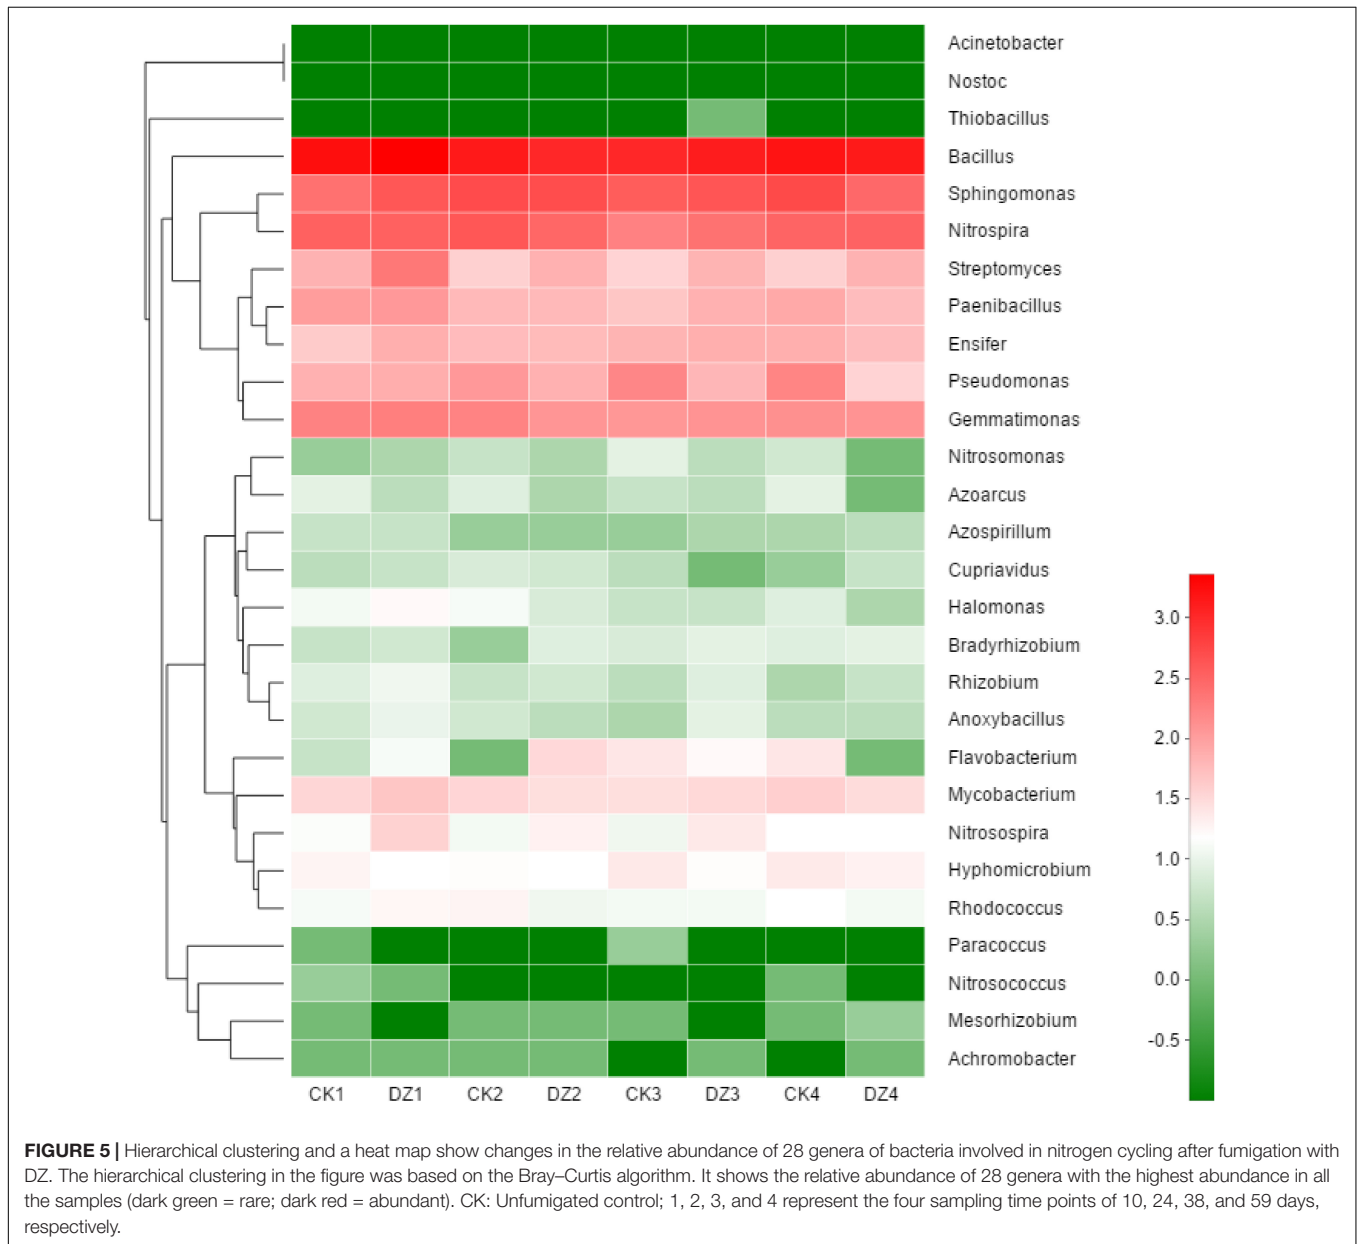 Acinetobacter
Nostoc
Thiobacillus
Bacillus
Sphingomonas
Nitrospira
Streptomyces
Paenibacillus
Ensifer
Pseudomonas
Gemmatimonas
Nitrosomonas
Azoarcus
Azospirillum
Cupriavidus
Halomonas
Bradyrhizobium
Rhizobium
Anoxybacillus
Flavobacterium
Mycobacterium
Nitrosospira
Hyphomicrobium
Rhodococcus
Paracoccus
Nitrosococcus
Mesorhizobium
Achromobacter
3.0
2.5
2.0
1.5
1.0
0.5
0.0
-0.5
CK1 DZ1 CK2 DZ2 CK3 DZ3 CK4 DZ4
FIGURE 5 | Hierarchical clustering and a heat map show changes in the relative abundance of 28 genera of bacteria involved in nitrogen cycling after fumigation with
DZ. The hierarchical clustering in the figure was based on the Bray–Curtis algorithm. It shows the relative abundance of 28 genera with the highest abundance in all
the samples (dark green = rare; dark red = abundant). CK: Unfumigated control; 1, 2, 3, and 4 represent the four sampling time points of 10, 24, 38, and 59 days,
respectively.